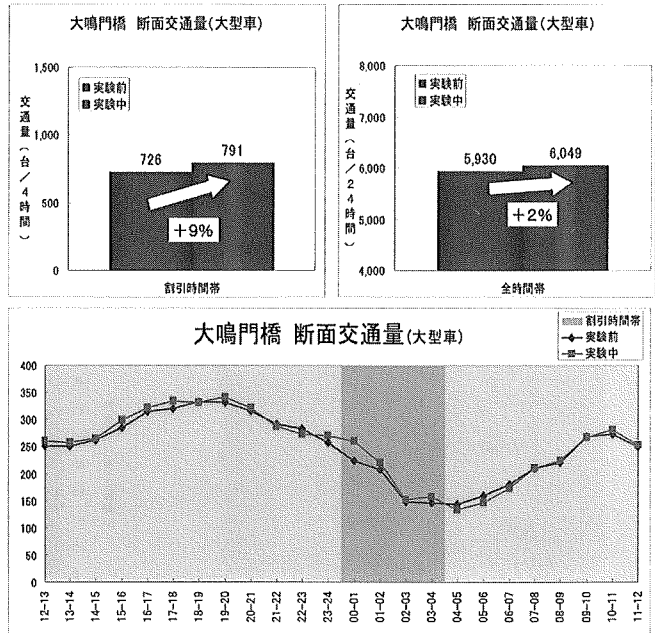 大鳴門橋 断面交通量(大型車)
交通量(台/4時間)
1,500
1,000
500
0
実験前
実験中
726
791
+9%
割引時間帯
大鳴門橋 断面交通量(大型車)
交通量(台/24時間)
8,000
7,000
6,000
5,000
4,000
実験前
実験中
5,930
6,049
+2%
全時間帯
大鳴門橋 断面交通量(大型車)
割引時間帯
実験前
実験中
400
350
300
250
200
150
100
50
0
12-13 13-14 14-15 15-16 16-17 17-18 18-19 19-20 20-21 21-22 22-23 23-24 00-01 01-02 02-03 03-04 04-05 05-06 06-07 07-08 08-09 09-10 10-11 11-12